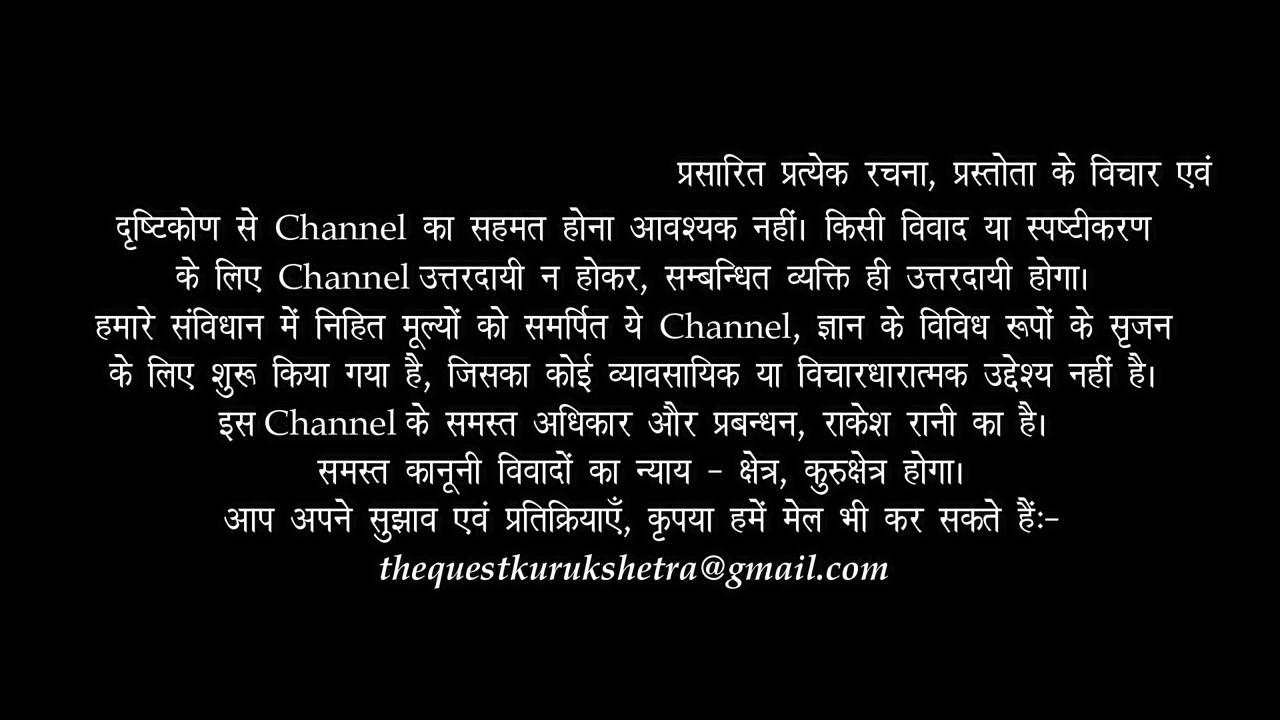 प्रसारित प्रत्येक रचना, प्रस्तोता के विचार एवं
दृष्टिकोण से Channel का सहमत होना आवश्यक नहीं। किसी विवाद या स्पष्टीकरण
के लिए Channel उत्तरदायी न होकर, सम्बन्धित व्यक्ति ही उत्तरदायी होगा।
हमारे संविधान में निहित मूल्यों को समर्पित ये Channel, ज्ञान के विविध रूपों के सृजन
के लिए शुरू किया गया है, जिसका कोई व्यावसायिक या विचारधारात्मक उद्देश्य नहीं है।
इस Channel के समस्त अधिकार और प्रबन्धन, राकेश रानी का है।
समस्त कानूनी विवादों का न्याय - क्षेत्र, कुरुक्षेत्र होगा।
आप अपने सुझाव एवं प्रतिक्रियाएँ, कृपया हमें मेल भी कर सकते हैंः-
thequestkurukshetra@gmail.com